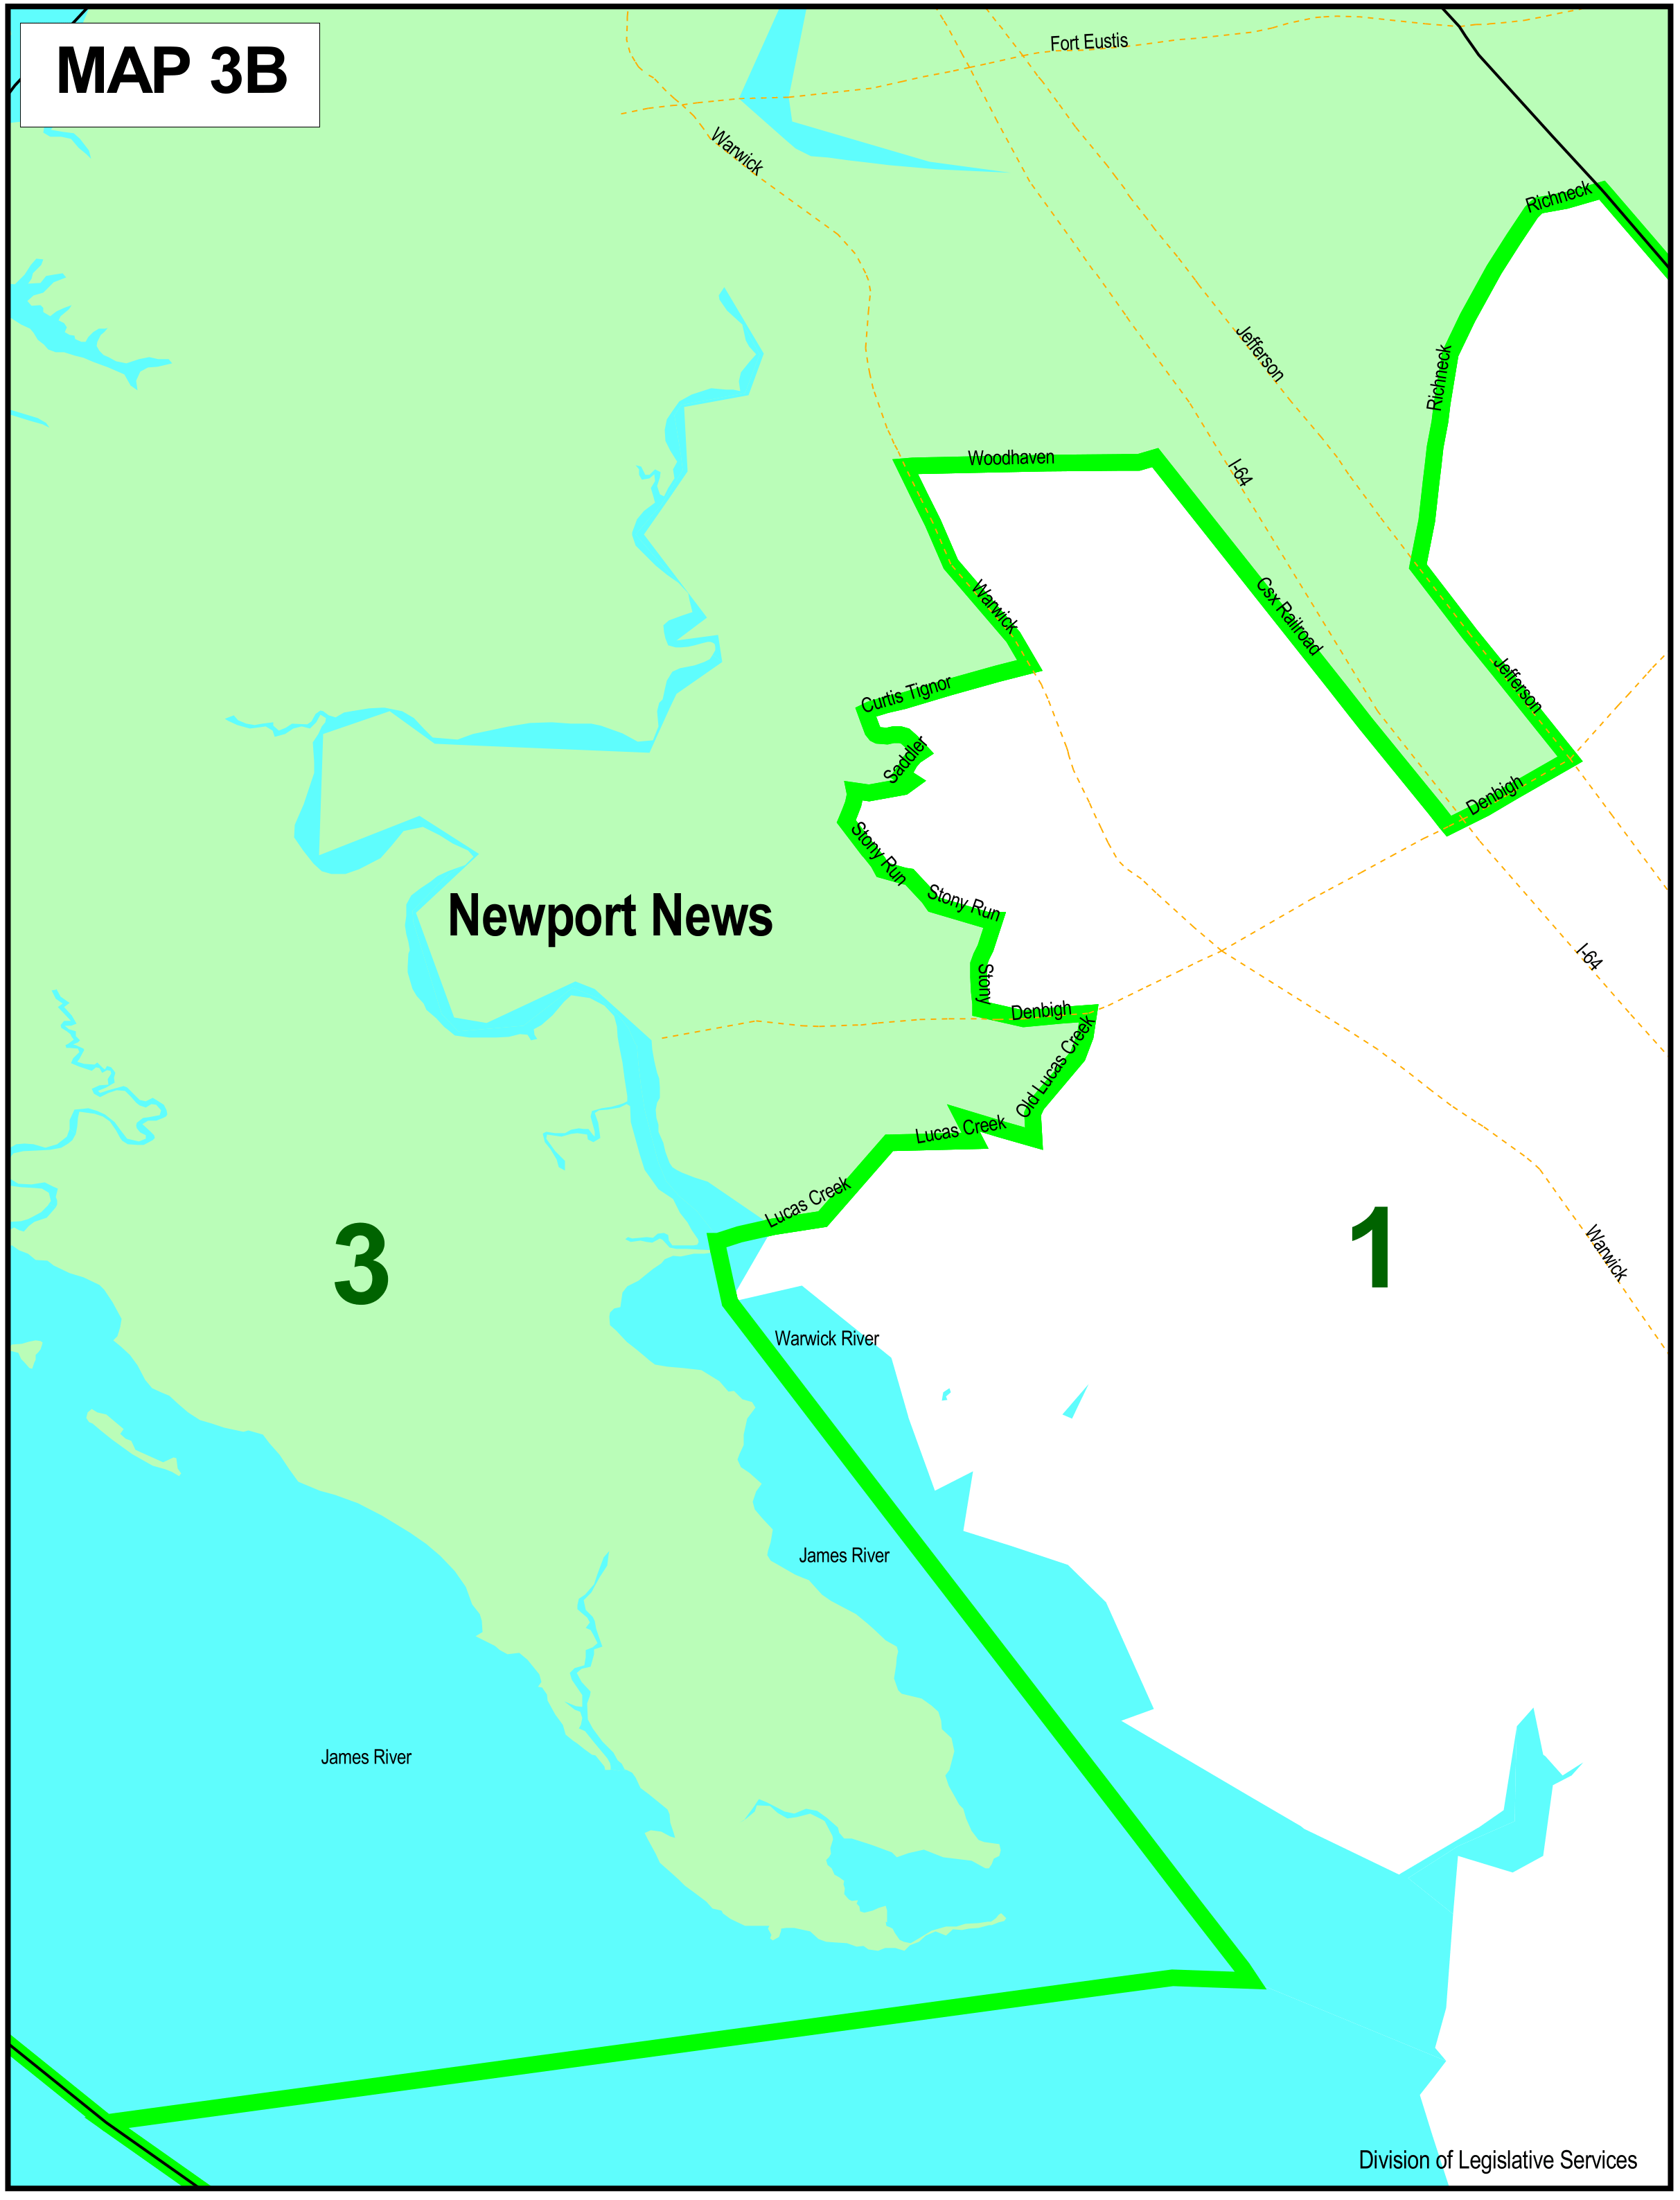 MAP 3B
Fort Eustis
Warwick
Richneck
Jefferson
Richneck
Woodhaven
I-64
Csx Railroad
Warwick
Curtis Tignor
Jefferson
Saddler
Denbigh
Stony Run
Stony Run
Newport News
I-64
Stony
Denbigh
Old Lucas Creek
Lucas Creek
Lucas Creek
3
1
Warwick
Warwick River
James River
James River
Division of Legislative Services